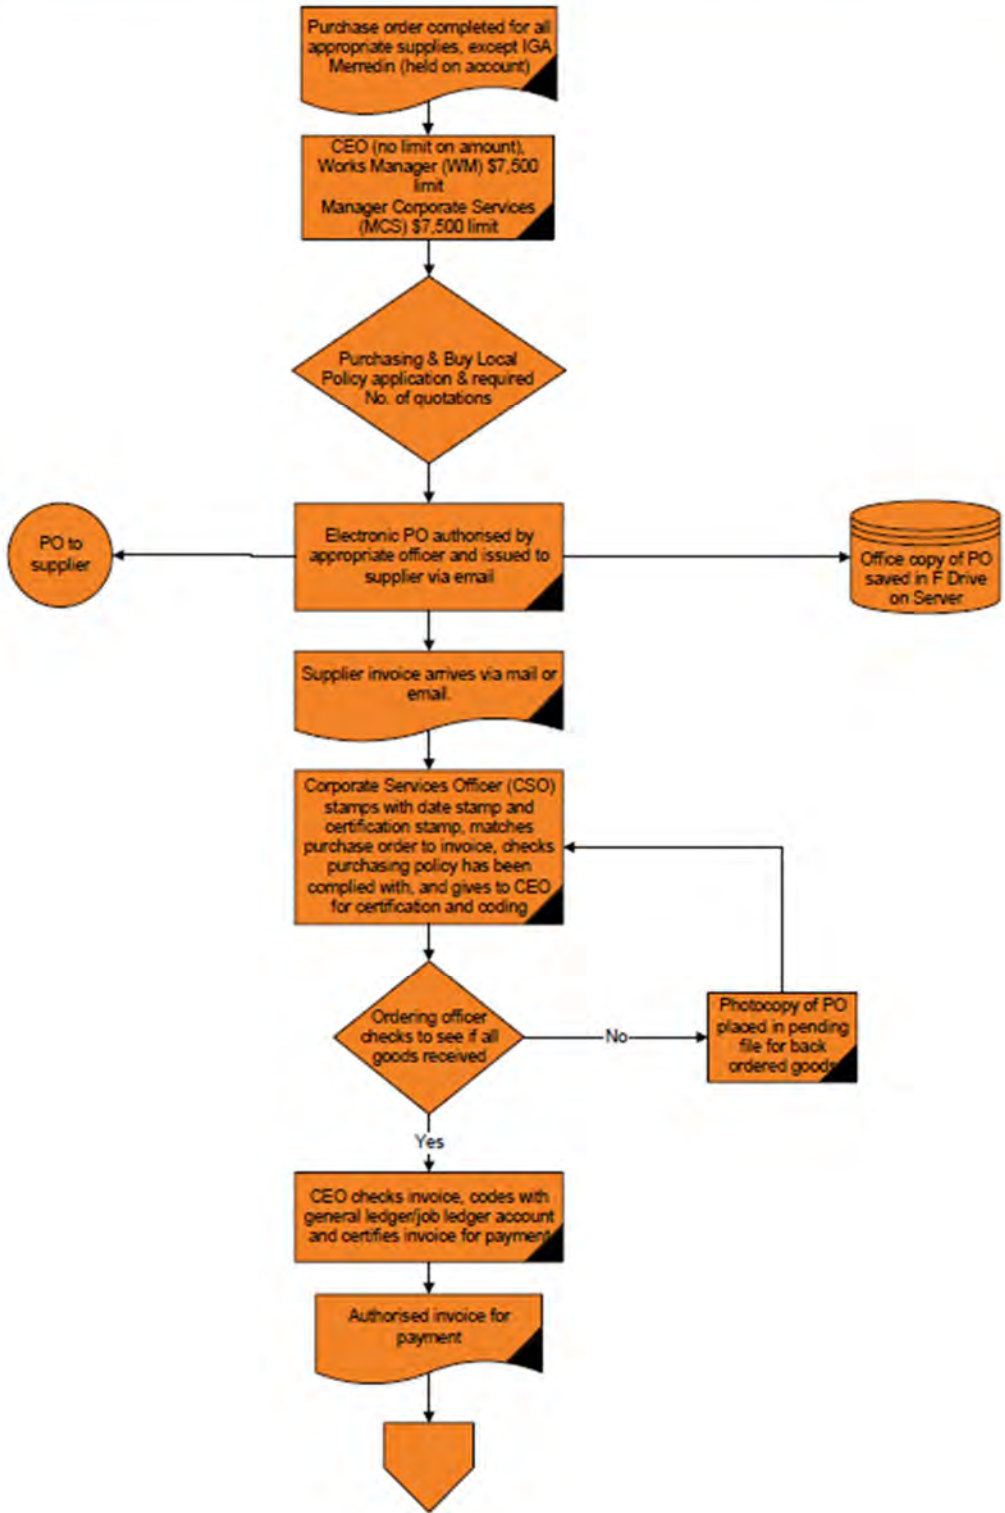 Purchase order completed for all
appropriate supplies, except IGA
Merredin (held on account)
CEO (no limit on amount),
Works Manager (WM) $7,500
limit
Manager Corporate Services
(MCS) $7,500 limit
Purchasing & Buy Local
Policy application & required
No. of quotations
PO to
supplier
Electronic PO authorised by
appropriate officer and issued to
supplier via email
Office copy of PO
saved in F Drive
on Server
Supplier invoice arrives via mail or
email.
Corporate Services Officer (CSO)
stamps with date stamp and
certification stamp, matches
purchase order to invoice, checks
purchasing policy has been
complied with, and gives to CEO
for certification and coding
Ordering officer
checks to see if all
goods received
No
Photocopy of PO
placed in pending
file for back
ordered goods
Yes
CEO checks invoice, codes with
general ledger/job ledger account
and certifies invoice for payment
Authorised invoice for
payment